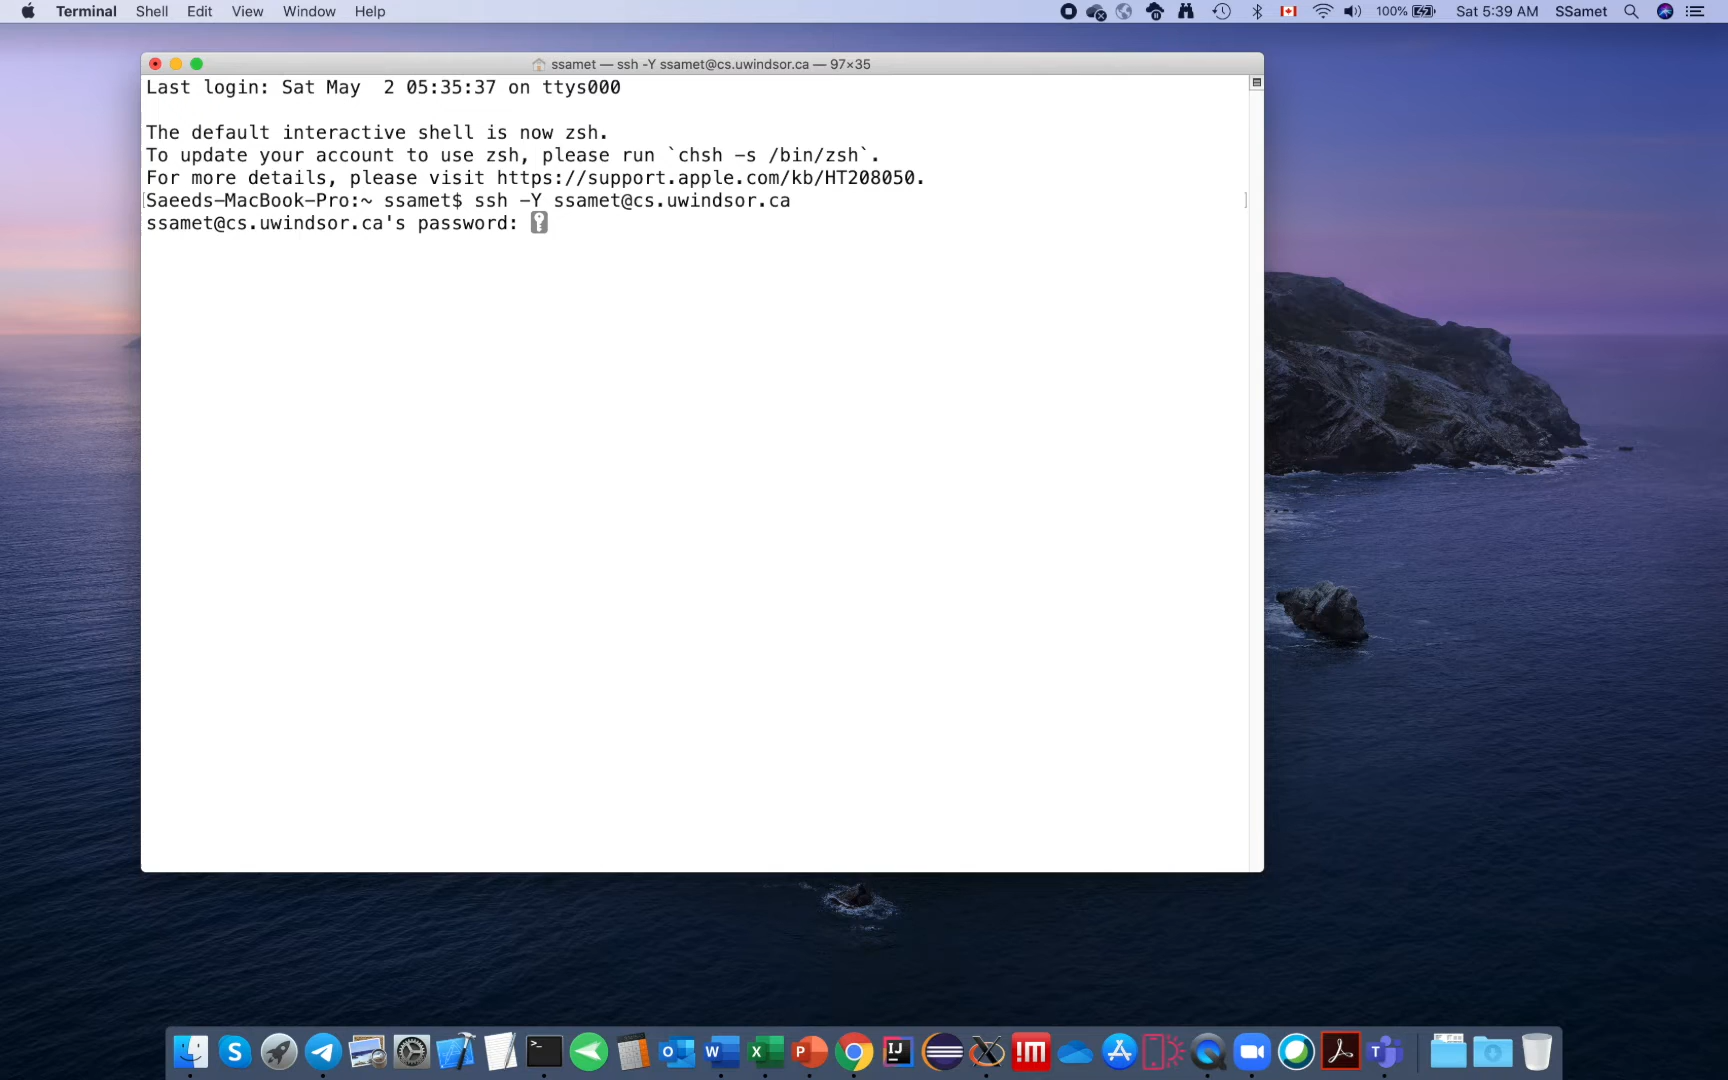 Terminal Shell Edit View Window Help 100% Sat 5:39 AM SSamet
ssamet — ssh -Y ssamet@cs.uwindsor.ca — 97×35
Last login: Sat May  2 05:35:37 on ttys000
The default interactive shell is now zsh.
To update your account to use zsh, please run `chsh -s /bin/zsh`.
For more details, please visit https://support.apple.com/kb/HT208050.
[Saeeds-MacBook-Pro:~ ssamet$ ssh -Y ssamet@cs.uwindsor.ca ]
ssamet@cs.uwindsor.ca's password: